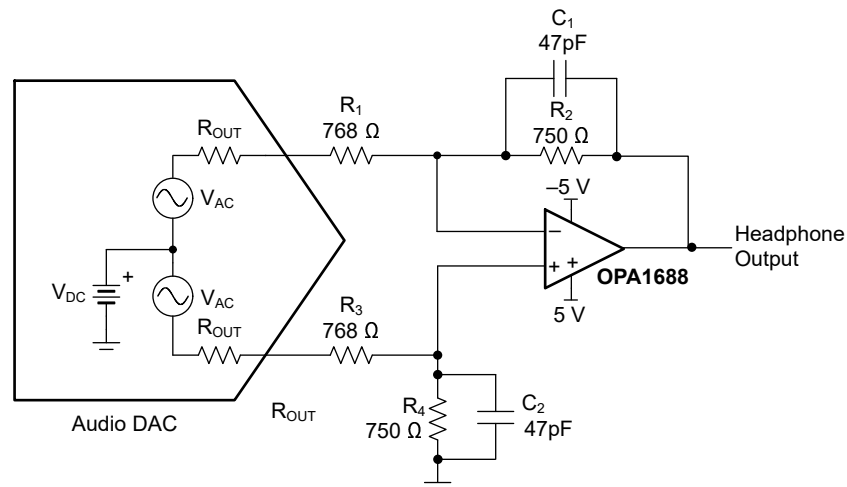 C1
47pF
R1
768 Ω
R2
750 Ω
ROUT
VAC
–5 V
–
+ +
OPA1688
5 V
Headphone
Output
VDC
+
VAC
ROUT
R3
768 Ω
Audio DAC
ROUT
R4
750 Ω
C2
47pF